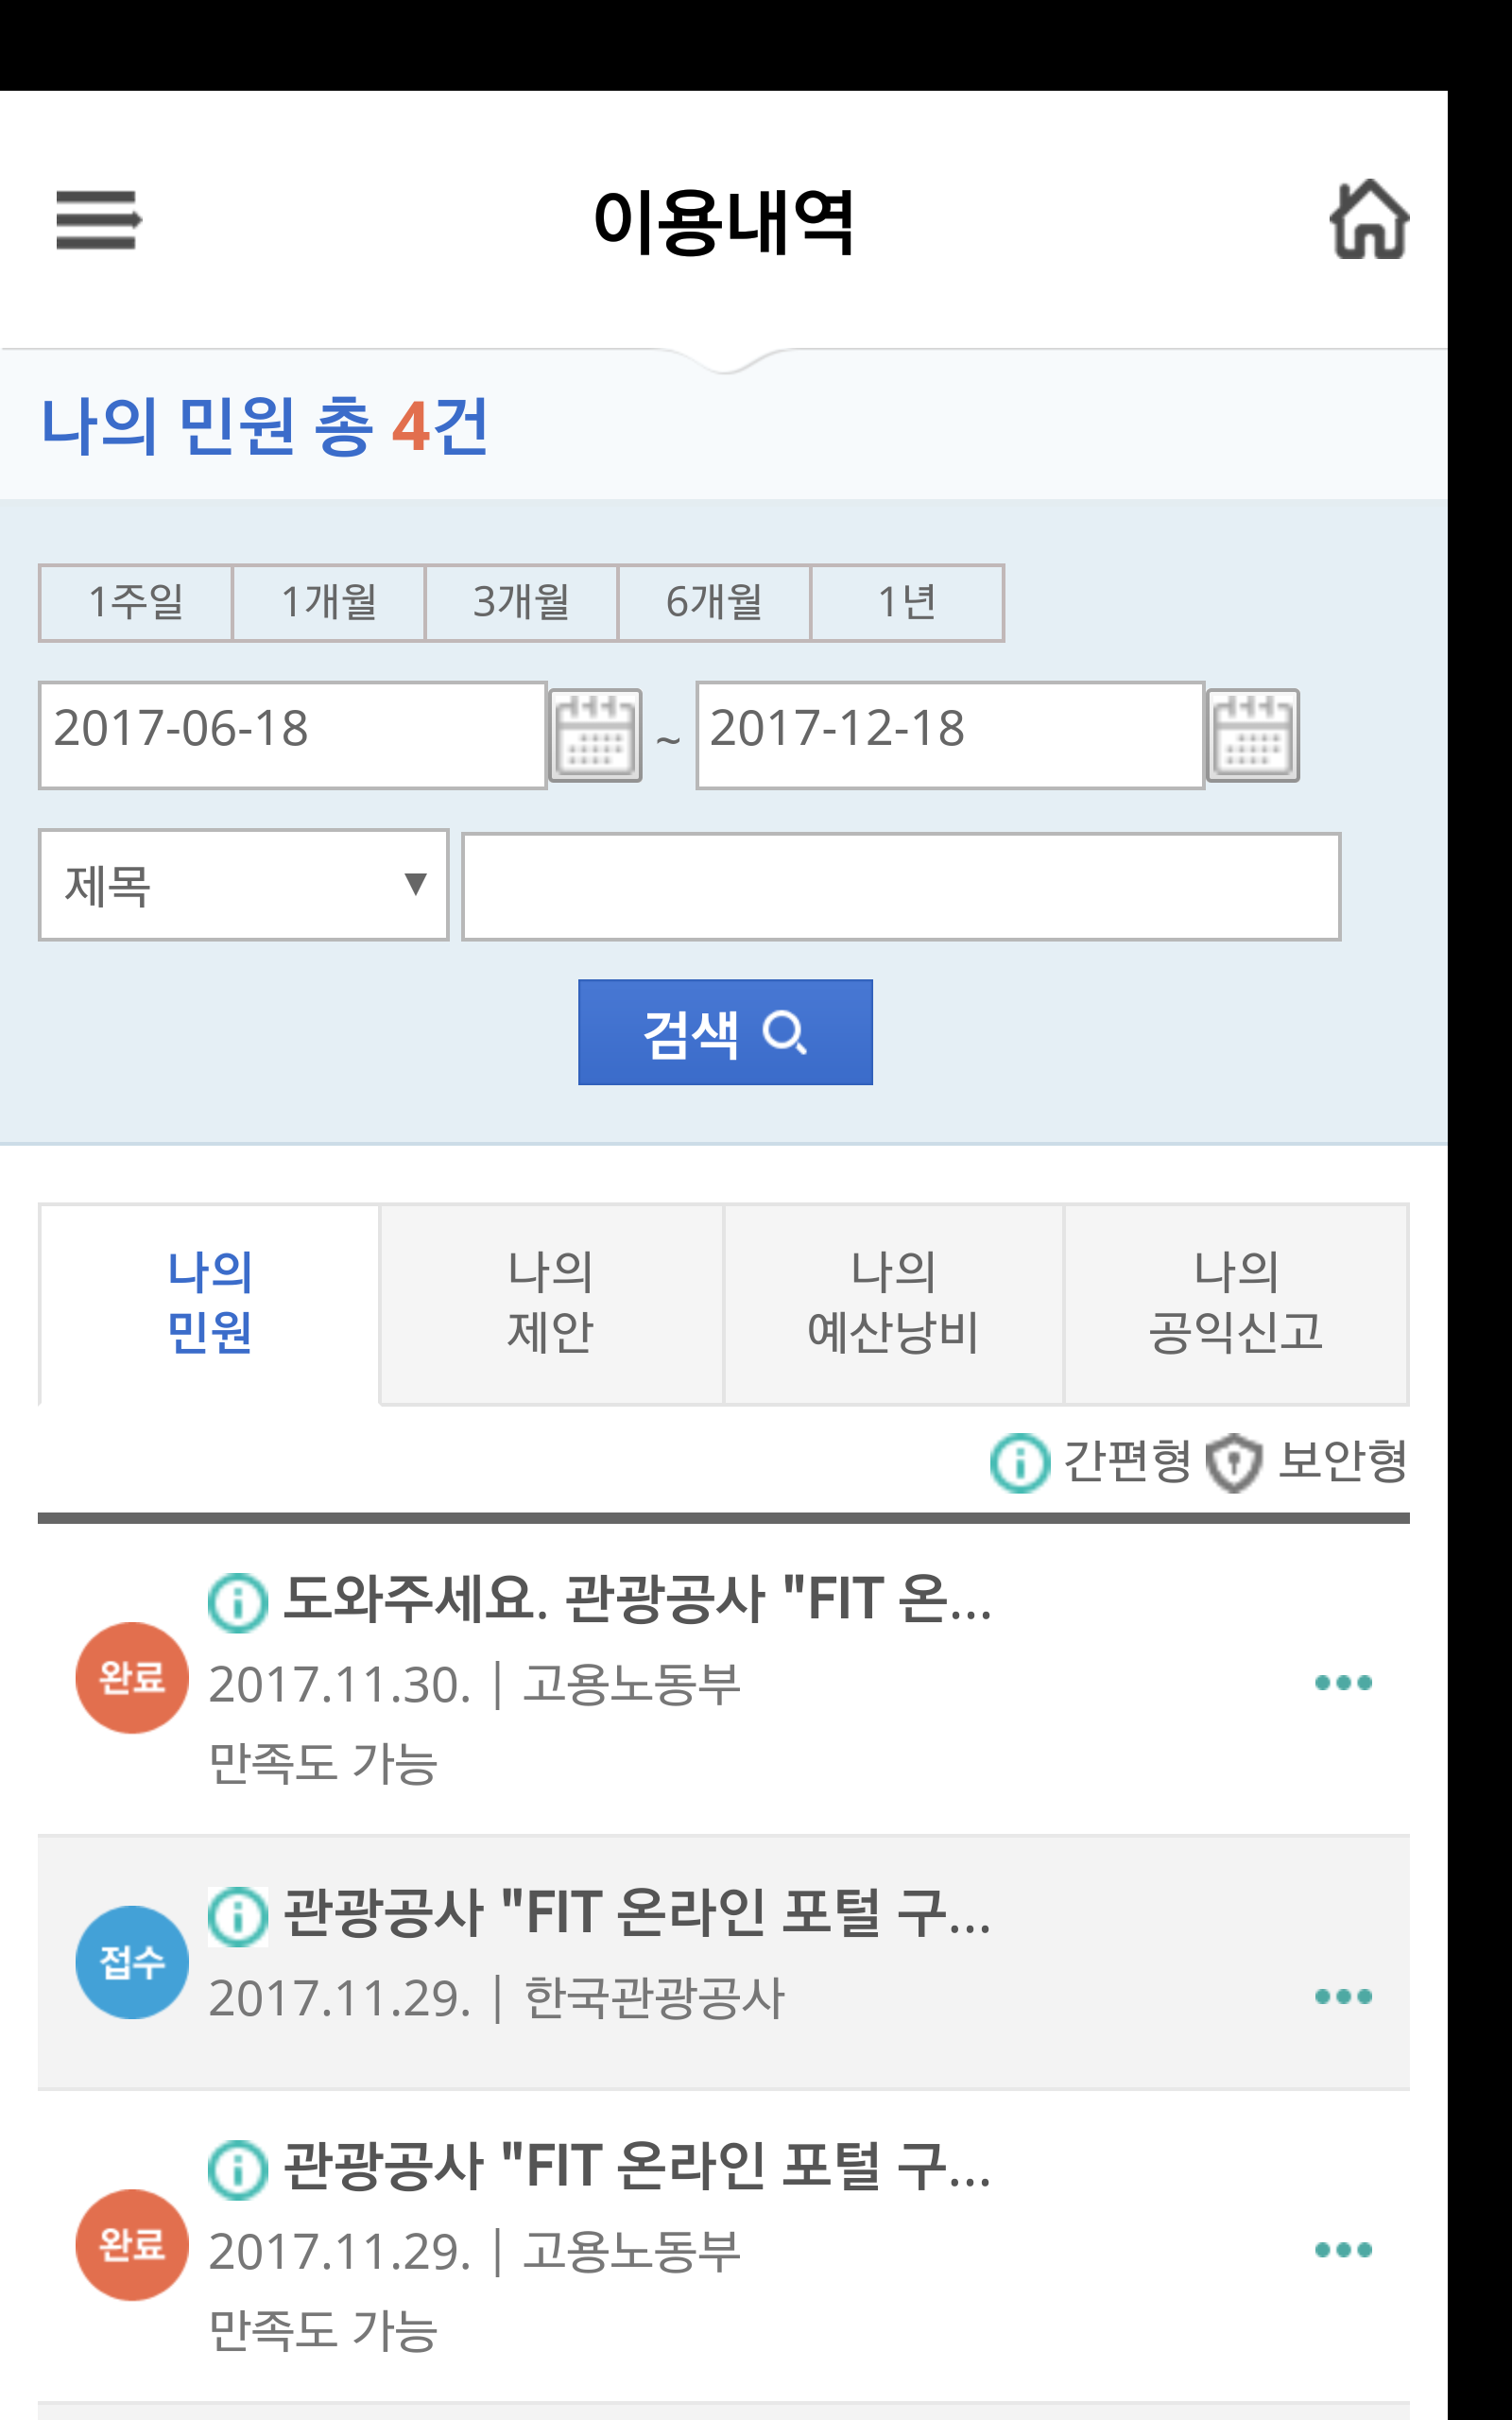 이용내역
나의 민원 총 4건
1주일 1개월 3개월 6개월 1년
2017-06-18 ~ 2017-12-18
제목 ▼
검색
나의 민원
나의 제안
나의 예산낭비
나의 공익신고
간편형 보안형
도와주세요. 관광공사 "FIT 온...
완료
2017.11.30. | 고용노동부
만족도 가능
관광공사 "FIT 온라인 포털 구...
접수
2017.11.29. | 한국관광공사
관광공사 "FIT 온라인 포털 구...
완료
2017.11.29. | 고용노동부
만족도 가능